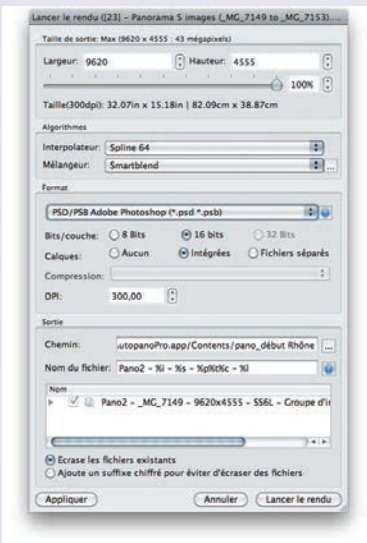 Lancer le rendu ([23] – Panorama 5 images (_MG_7149 to _MG_7153)....
Taille de sortie: Max (9620 x 4555 : 43 mégapixels)
Largeur: 9620 Hauteur: 4555
100%
Taille(300dpi): 32.07in x 15.18in | 82.09cm x 38.87cm
Algorithmes
Interpolateur: Spline 64
Mélangeur: Smartblend ...
Format
PSD/PSB Adobe Photoshop (*.psd *.psb)
Bits/couche: 8 Bits 16 bits 32 Bits
Calques: Aucun Intégrées Fichiers séparés
Compression:
DPI: 300,00
Sortie
Chemin: utopanoPro.app/Contents/pano_début Rhône ...
Nom du fichier: Pano2 - %i - %s - %p%t%c - %l
Nom
Pano2 - _MG_7149 - 9620x4555 - SS6L - Groupe d'i
Ecrase les fichiers existants
Ajoute un suffixe chiffré pour éviter d'écraser des fichiers
Appliquer Annuler Lancer le rendu